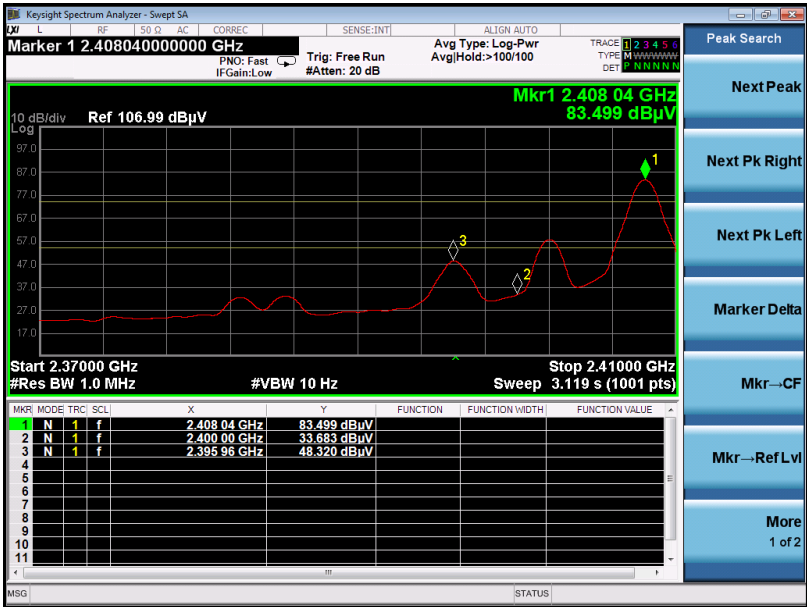 Keysight Spectrum Analyzer - Swept SA
LXI L RF 50 Ω AC CORREC SENSE:INT ALIGN AUTO
Marker 1 2.408040000000 GHz
PNO: Fast
IFGain:Low
Trig: Free Run
#Atten: 20 dB
Avg Type: Log-Pwr
Avg|Hold:>100/100
TRACE 1 2 3 4 5 6
TYPE MWWWWW
DET P N N N N N
Mkr1 2.408 04 GHz
83.499 dBµV
10 dB/div Ref 106.99 dBµV
Log
97.0
87.0
77.0
67.0
57.0
47.0
37.0
27.0
17.0
1
3
2
Start 2.37000 GHz Stop 2.41000 GHz
#Res BW 1.0 MHz #VBW 10 Hz Sweep 3.119 s (1001 pts)
MKR MODE TRC SCL X Y FUNCTION FUNCTION WIDTH FUNCTION VALUE
1 N 1 f 2.408 04 GHz 83.499 dBµV
2 N 1 f 2.400 00 GHz 33.683 dBµV
3 N 1 f 2.395 96 GHz 48.320 dBµV
4
5
6
7
8
9
10
11
MSG STATUS
Peak Search
Next Peak
Next Pk Right
Next Pk Left
Marker Delta
Mkr→CF
Mkr→Ref Lvl
More
1 of 2